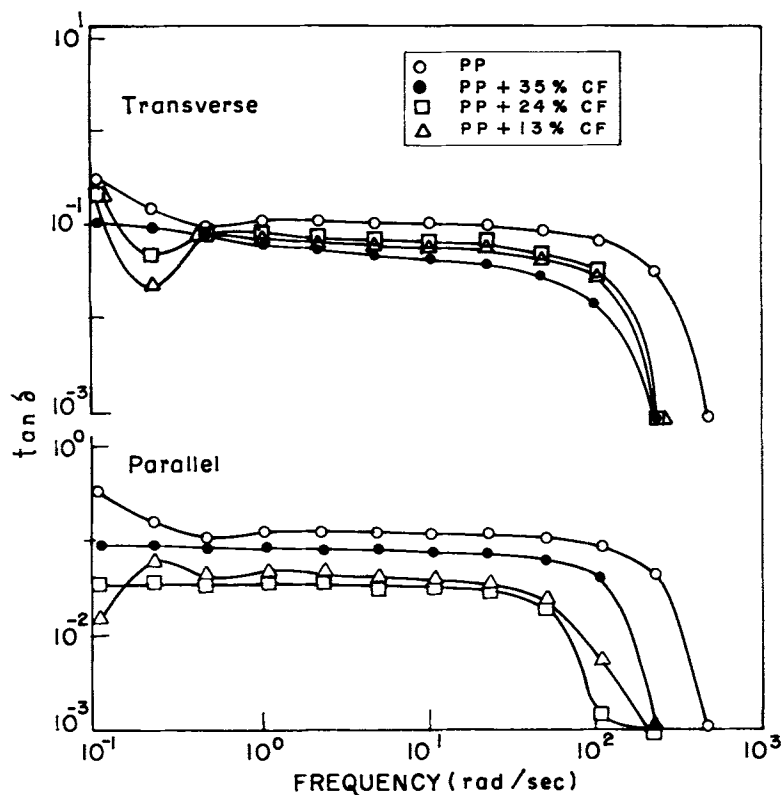 10^1
Transverse
○ PP
● PP + 35% CF
□ PP + 24% CF
△ PP + 13% CF
10^-1
10^-3
tan δ
10^0
Parallel
10^-2
10^-3
10^-1 10^0 10^1 10^2 10^3
FREQUENCY (rad/sec)